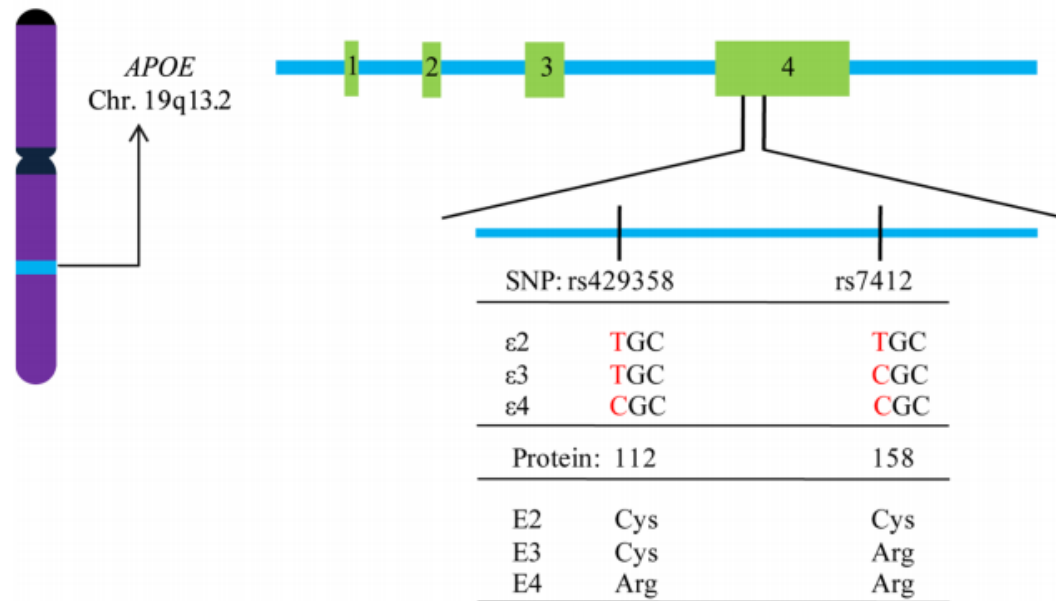 APOE
Chr. 19q13.2
1 2 3 4
SNP: rs429358 rs7412
ε2 TGC TGC
ε3 TGC CGC
ε4 CGC CGC
Protein: 112 158
E2 Cys Cys
E3 Cys Arg
E4 Arg Arg